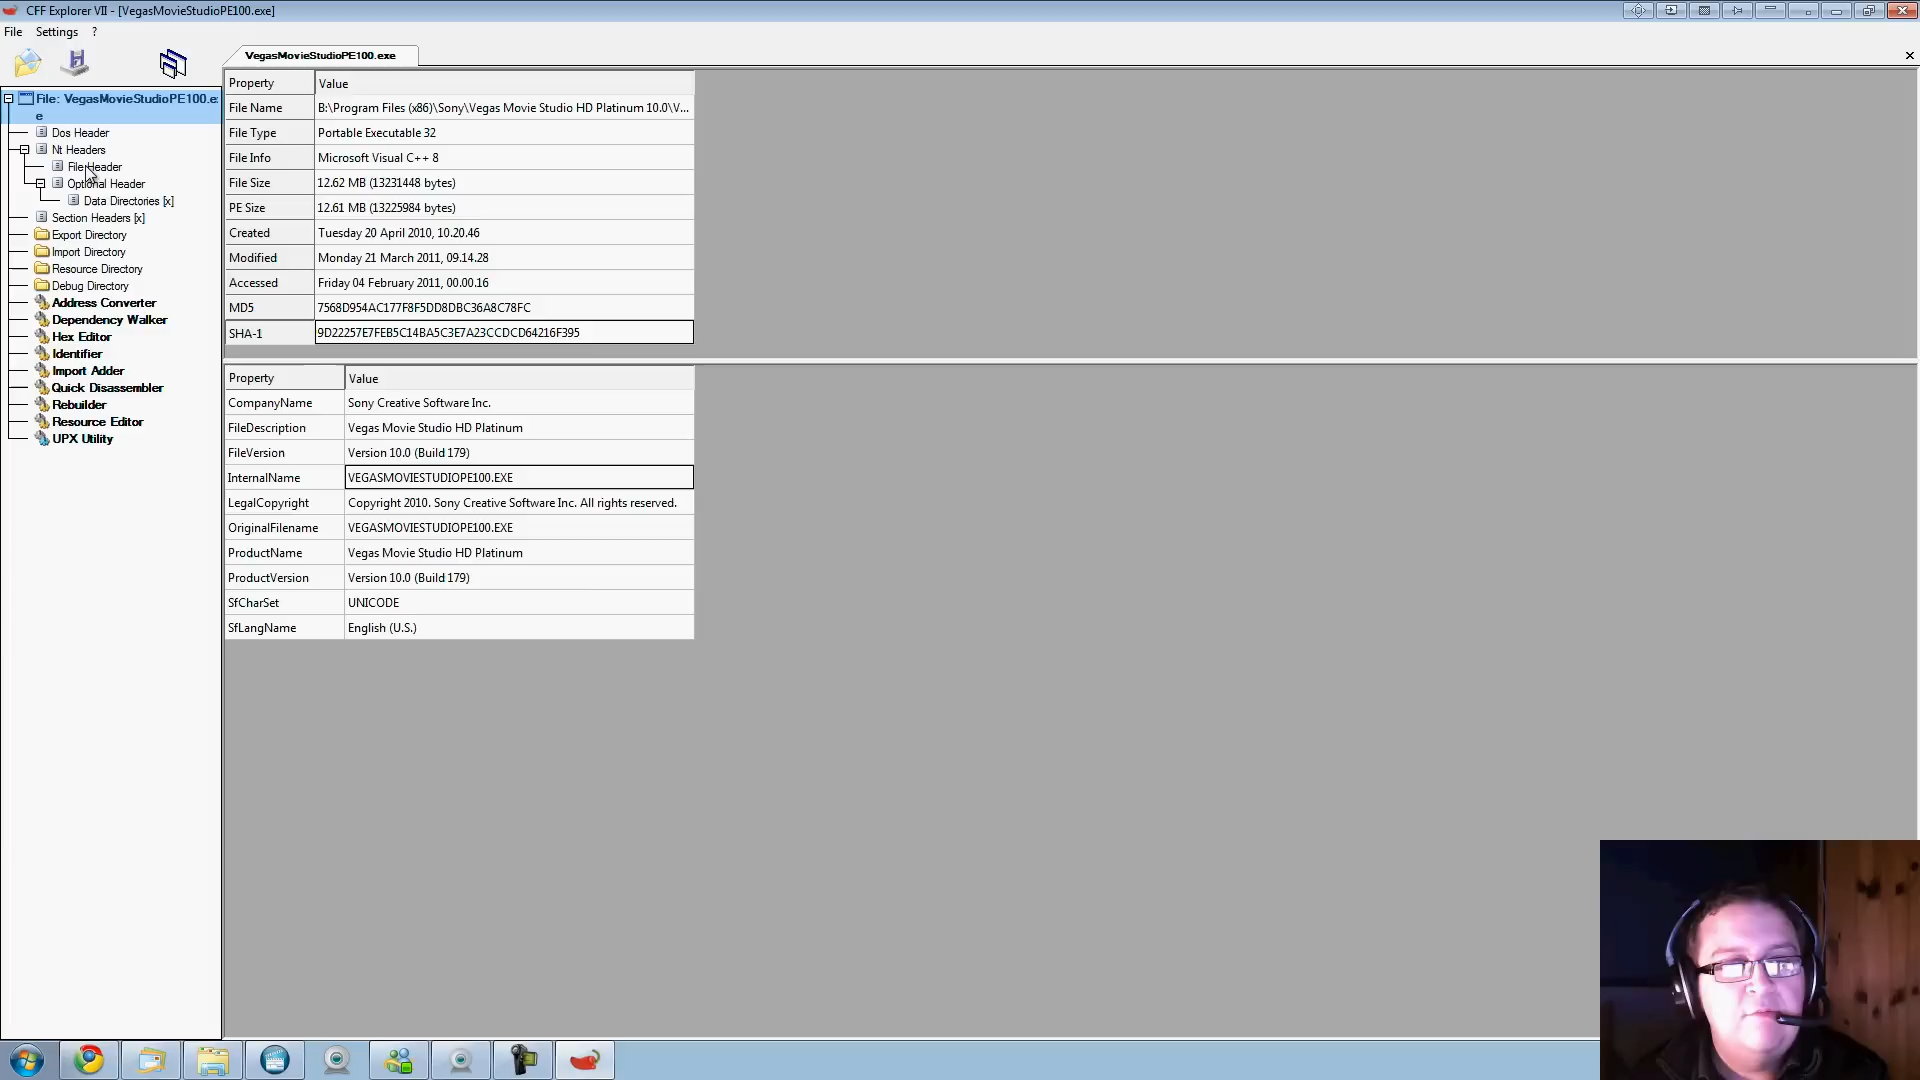 CFF Explorer VII - [VegasMovieStudioPE100.exe]
File Settings ?
VegasMovieStudioPE100.exe
File: VegasMovieStudioPE100.e
e
Dos Header
Nt Headers
File Header
Optional Header
Data Directories [x]
Section Headers [x]
Export Directory
Import Directory
Resource Directory
Debug Directory
Address Converter
Dependency Walker
Hex Editor
Identifier
Import Adder
Quick Disassembler
Rebuilder
Resource Editor
UPX Utility
Property Value
File Name B:\Program Files (x86)\Sony\Vegas Movie Studio HD Platinum 10.0\V...
File Type Portable Executable 32
File Info Microsoft Visual C++ 8
File Size 12.62 MB (13231448 bytes)
PE Size 12.61 MB (13225984 bytes)
Created Tuesday 20 April 2010, 10.20.46
Modified Monday 21 March 2011, 09.14.28
Accessed Friday 04 February 2011, 00.00.16
MD5 7568D954AC177F8F5DD8DBC36A8C78FC
SHA-1 9D22257E7FEB5C14BA5C3E7A23CCDCD64216F395
Property Value
CompanyName Sony Creative Software Inc.
FileDescription Vegas Movie Studio HD Platinum
FileVersion Version 10.0 (Build 179)
InternalName VEGASMOVIESTUDIOPE100.EXE
LegalCopyright Copyright 2010. Sony Creative Software Inc. All rights reserved.
OriginalFilename VEGASMOVIESTUDIOPE100.EXE
ProductName Vegas Movie Studio HD Platinum
ProductVersion Version 10.0 (Build 179)
SfCharSet UNICODE
SfLangName English (U.S.)